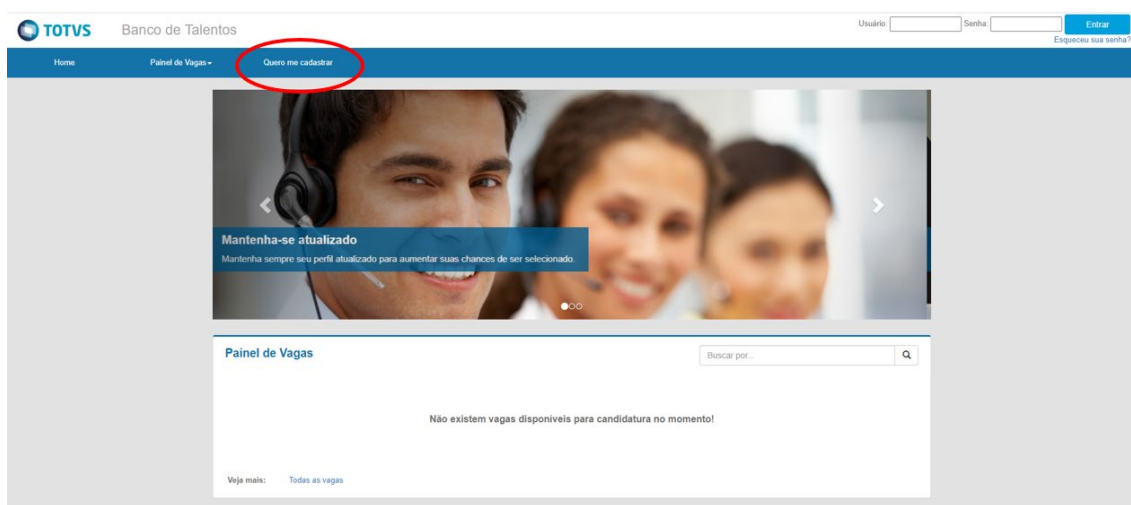 TOTVS Banco de Talentos Usuário: Senha: Entrar
Esqueceu sua senha?
Home Painel de Vagas Quero me cadastrar
Mantenha-se atualizado
Mantenha sempre seu perfil atualizado para aumentar suas chances de ser selecionado.
Painel de Vagas Buscar por...
Não existem vagas disponíveis para candidatura no momento!
Veja mais: Todas as vagas